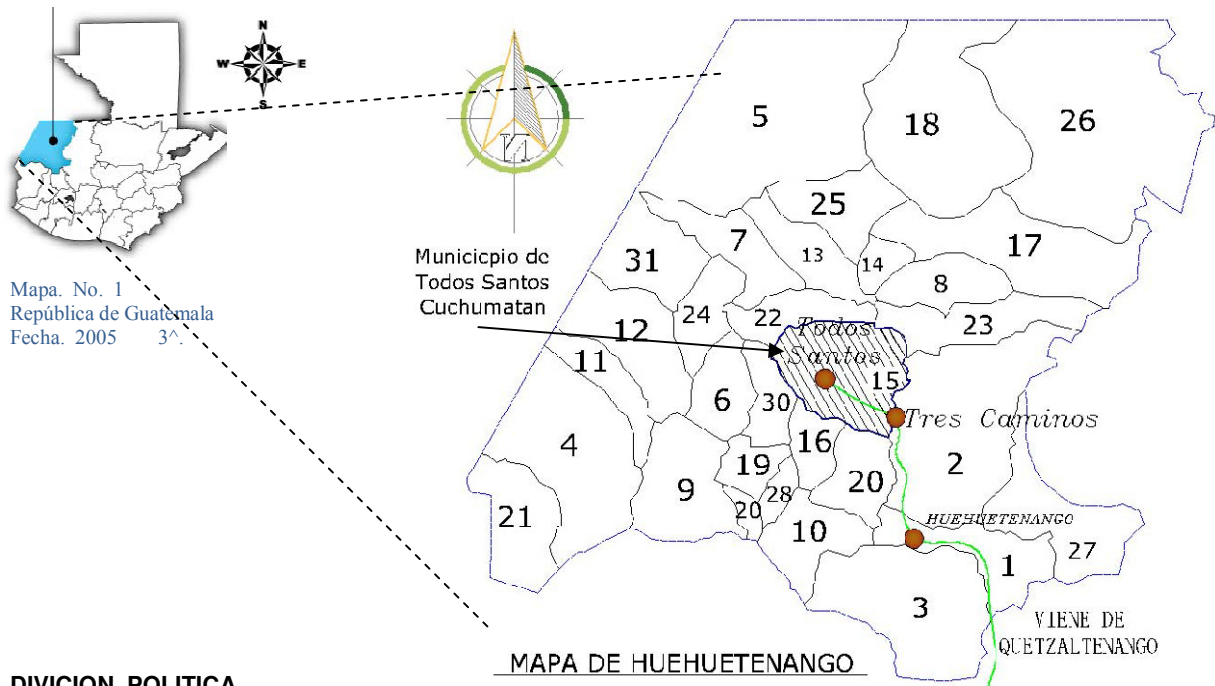 N
W E
S
Mapa. No. 1
República de Guatemala
Fecha. 2005 3^.
N
Municicpio de
Todos Santos
Cuchumatan
5
18
26
25
7
13
14
17
31
8
24
22
23
12
Todos
Santos
11
15
6
30
Tres Caminos
4
16
2
19
9
20
28
21
20
10
HUEHUETENANGO
1
27
3
VIENE DE
QUETZALTENANGO
MAPA DE HUEHUETENANGO
DIVICION POLITICA